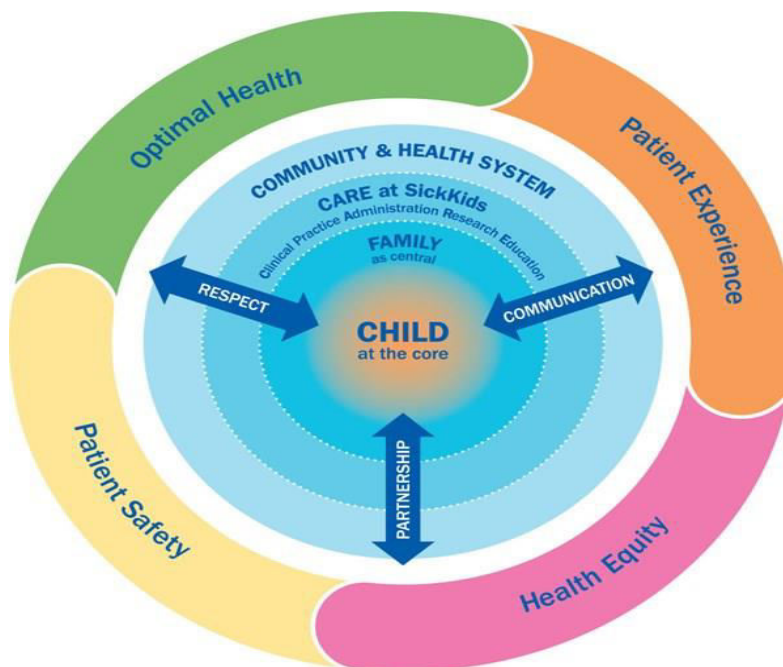 Optimal Health
Patient Experience
COMMUNITY & HEALTH SYSTEM
CARE at SickKids
Clinical Practice Administration Research Education
FAMILY
as central
RESPECT
COMMUNICATION
CHILD
at the core
PARTNERSHIP
Patient Safety
Health Equity